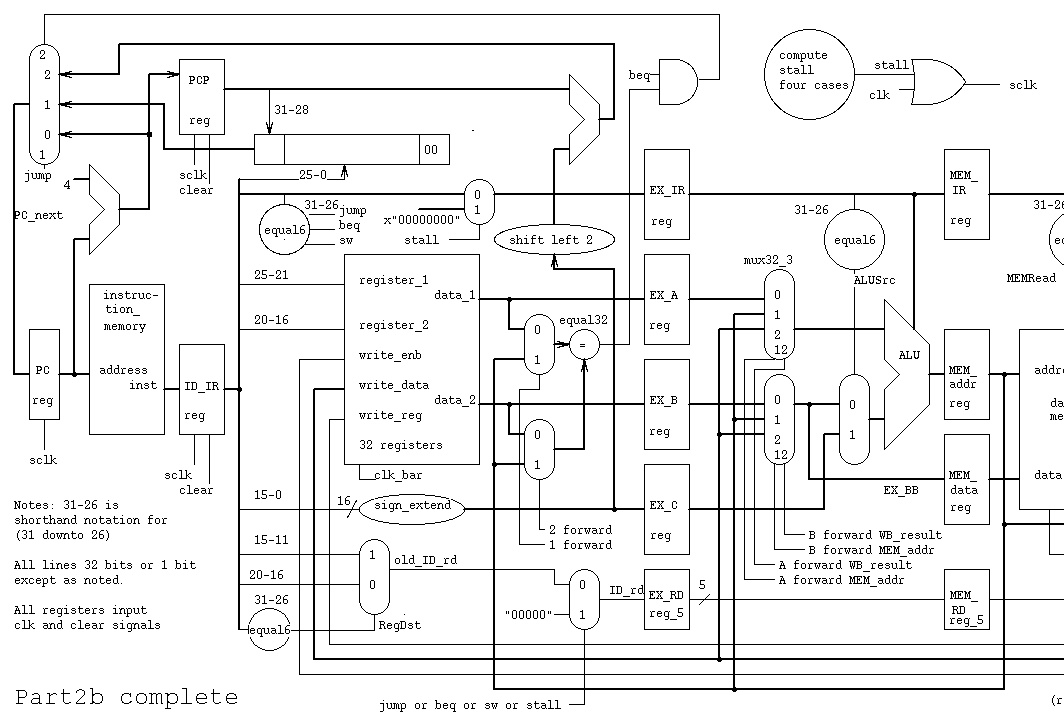 2
2
1
0
1
jump
PCP
reg
sclk
clear
31-28
00
25-0
beq
compute
stall
four cases
stall
clk
sclk
4
PC_next
31-26
jump
beq
sw
equal6
x"00000000"
0
1
stall
shift left 2
EX_IR
reg
31-26
equal6
ALUSrc
MEM_
IR
reg
31-26
MEMRead
instruc-
tion_
memory
address
inst
PC
reg
sclk
ID_IR
reg
sclk
clear
25-21
20-16
register_1
data_1
register_2
write_enb
write_data
data_2
write_reg
32 registers
clk_bar
equal32
=
0
1
0
1
EX_A
reg
EX_B
reg
EX_C
reg
mux32_3
0
1
2
12
0
1
2
12
0
1
ALU
MEM_
addr
reg
MEM_
data
reg
EX_BB
addre
da
me
data
15-0
16
sign_extend
2 forward
1 forward
B forward WB_result
B forward MEM_addr
A forward WB_result
A forward MEM_addr
15-11
20-16
31-26
equal6
1
0
old_ID_rd
RegDst
0
1
"00000"
ID_rd
EX_RD
reg_5
5
MEM_
RD
reg_5
jump or beq or sw or stall
Notes: 31-26 is
shorthand notation for
(31 downto 26)
All lines 32 bits or 1 bit
except as noted.
All registers input
clk and clear signals
Part2b complete
(r